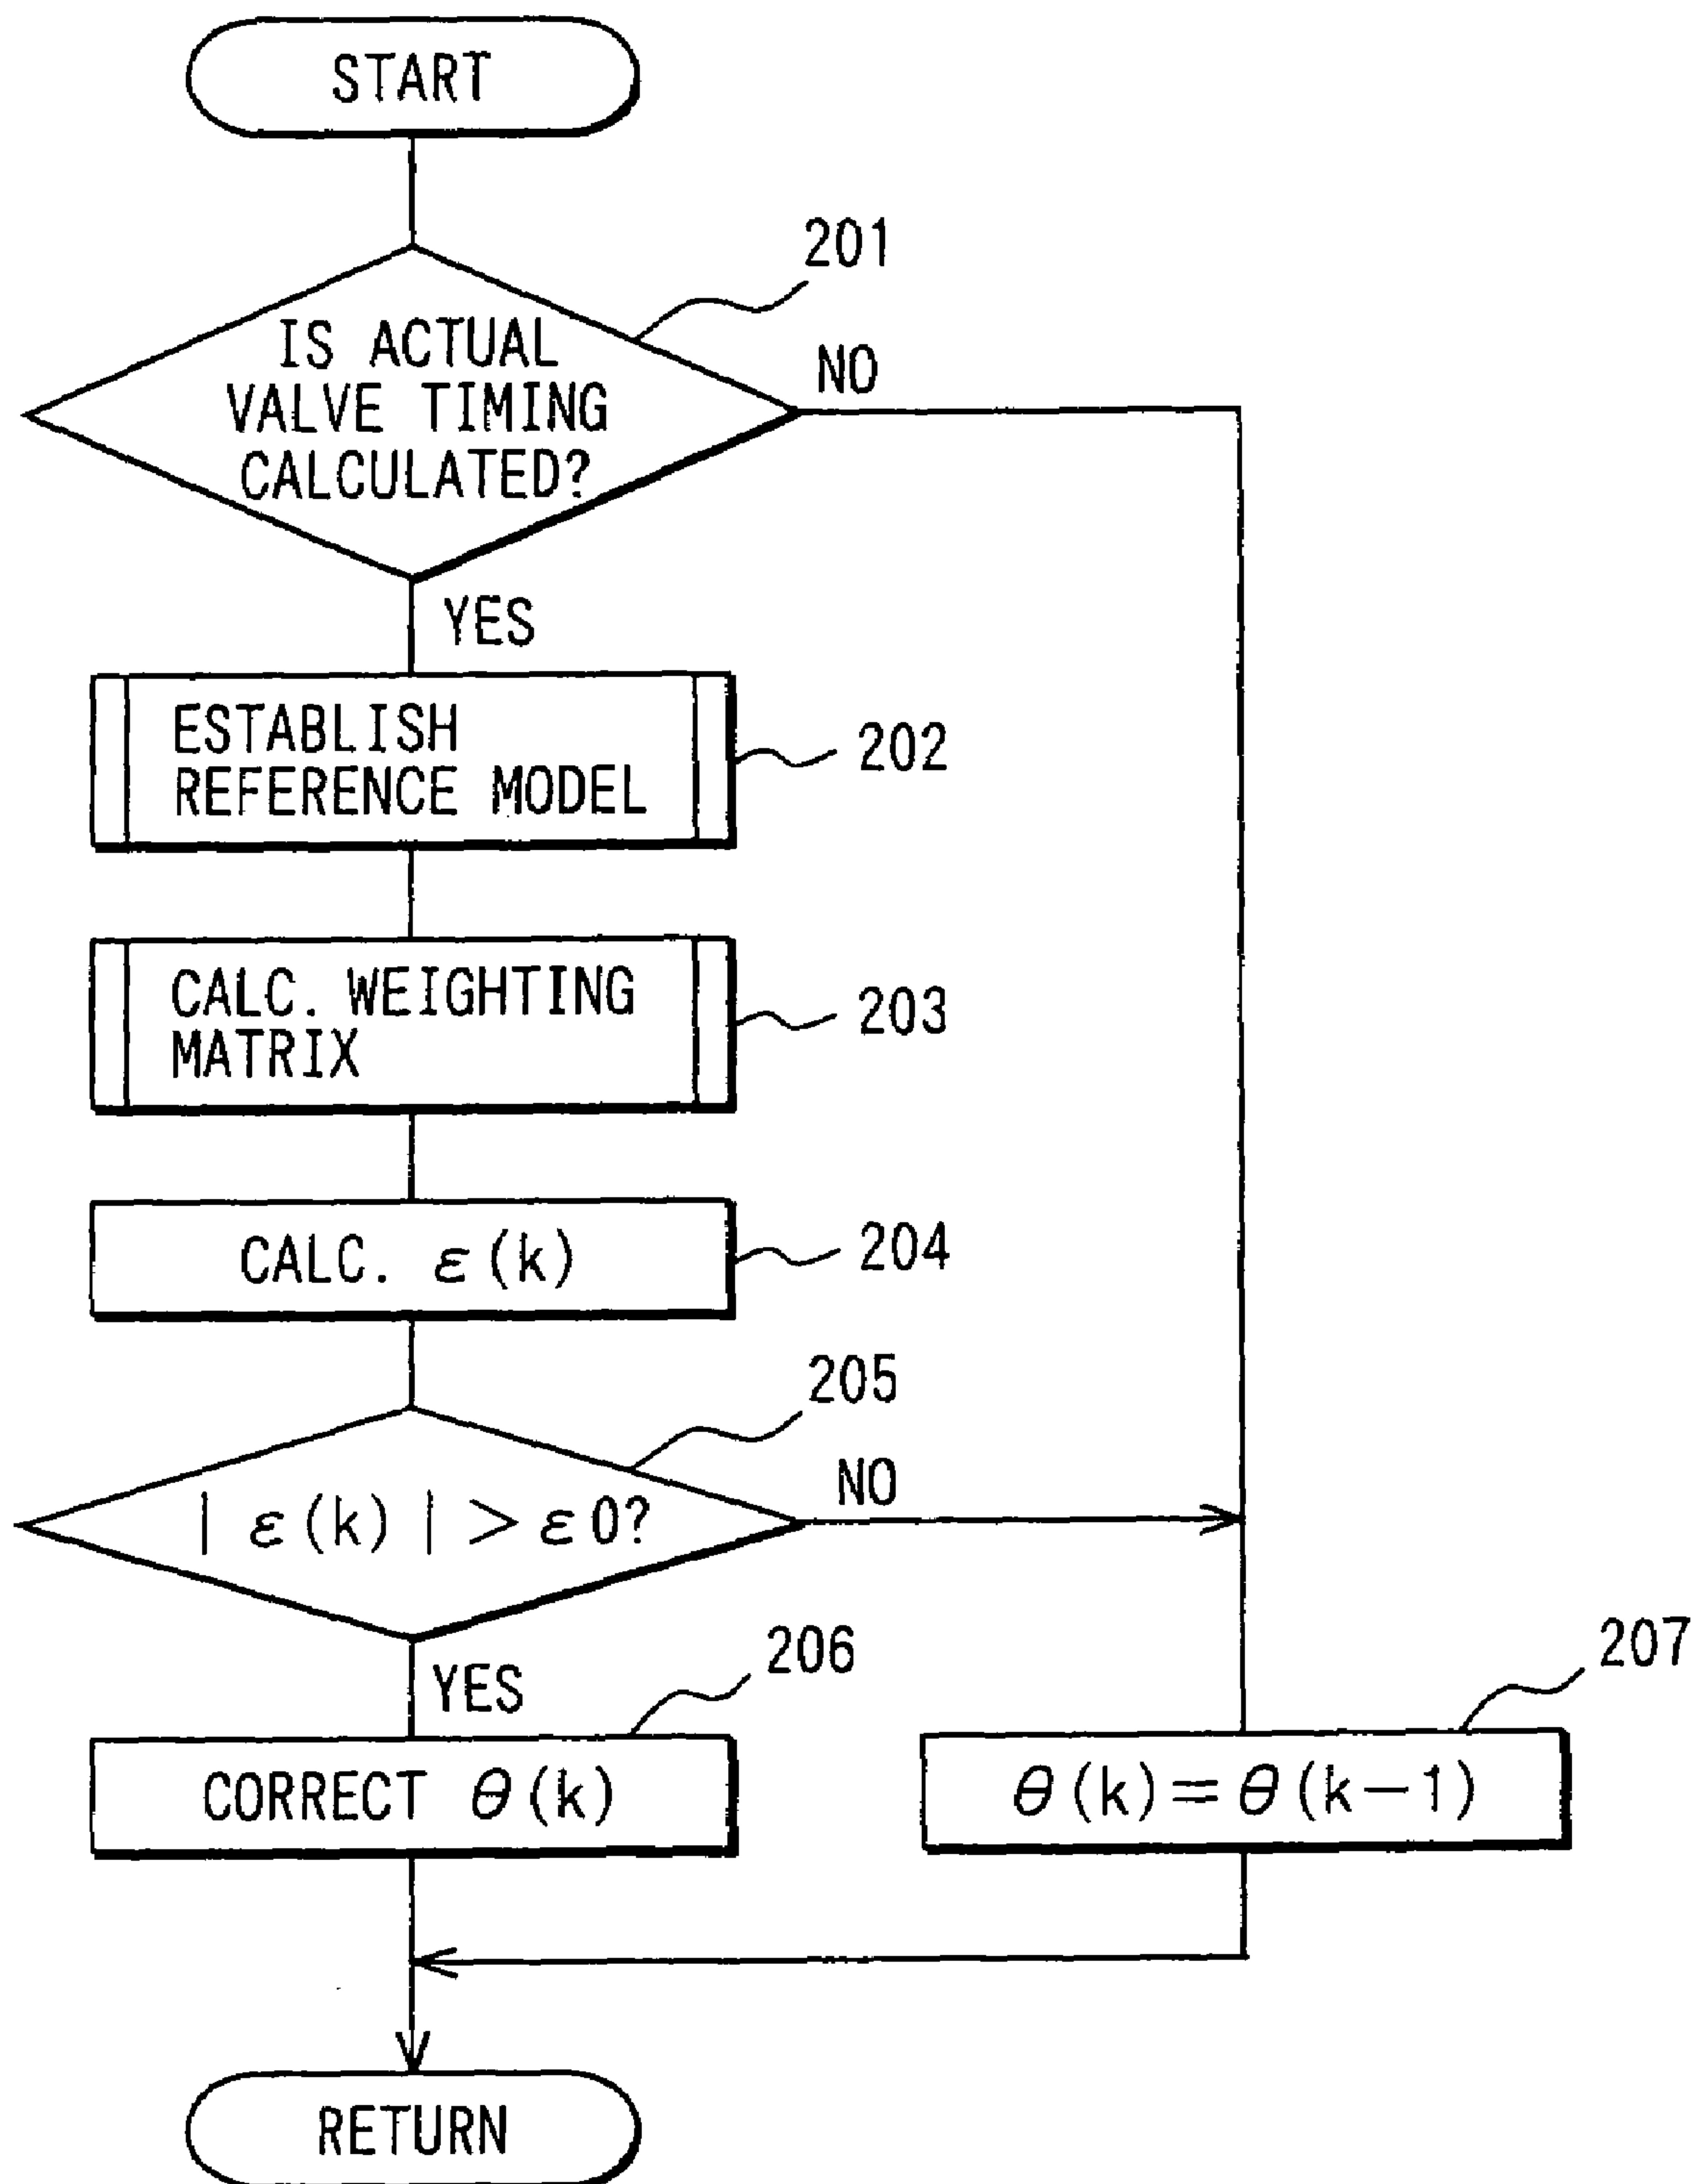 START
201
IS ACTUAL
VALVE TIMING
CALCULATED?
NO
YES
ESTABLISH
REFERENCE MODEL
202
CALC. WEIGHTING
MATRIX
203
CALC. ε(k)
204
205
|ε(k)|>ε0?
NO
YES
206
207
CORRECT θ(k)
θ(k)=θ(k-1)
RETURN